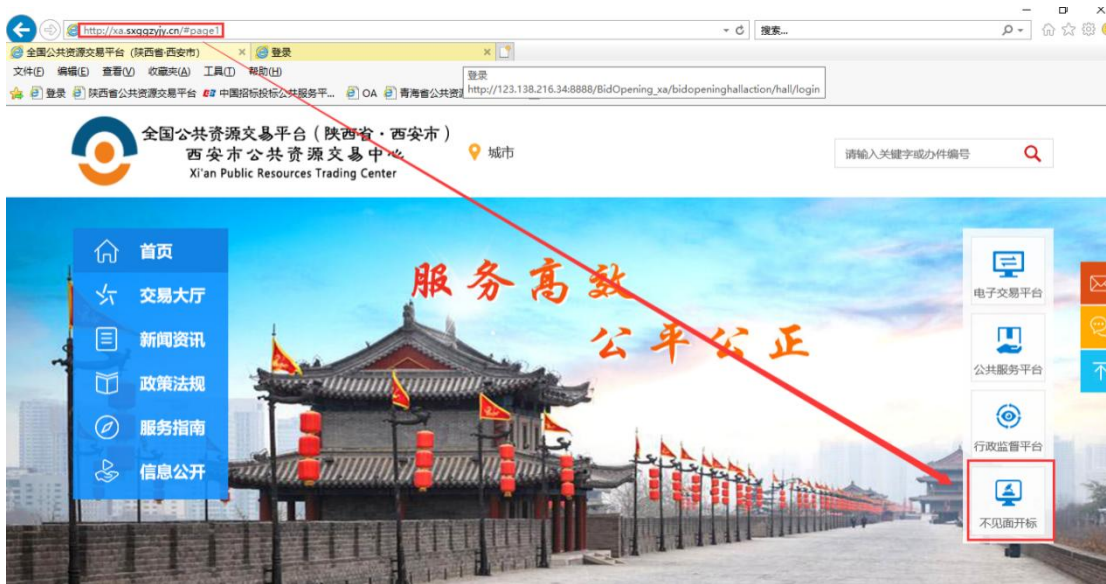 http://xa.sxggzyjy.cn/#page1
搜索...
全国公共资源交易平台（陕西省·西安市）
登录
文件(F) 编辑(E) 查看(V) 收藏夹(A) 工具(T) 帮助(H)
登录
http://123.138.216.34:8888/BidOpening_xa/bidopeninghallaction/hall/login
登录 陕西省公共资源交易平台 中国招标投标公共服务平... OA 青海省公共资
全国公共资源交易平台（陕西省·西安市）
西安市公共资源交易中心
Xi'an Public Resources Trading Center
城市
请输入关键字或办件编号
首页
交易大厅
新闻资讯
政策法规
服务指南
信息公开
服务高效
公平公正
电子交易平台
公共服务平台
行政监督平台
不见面开标